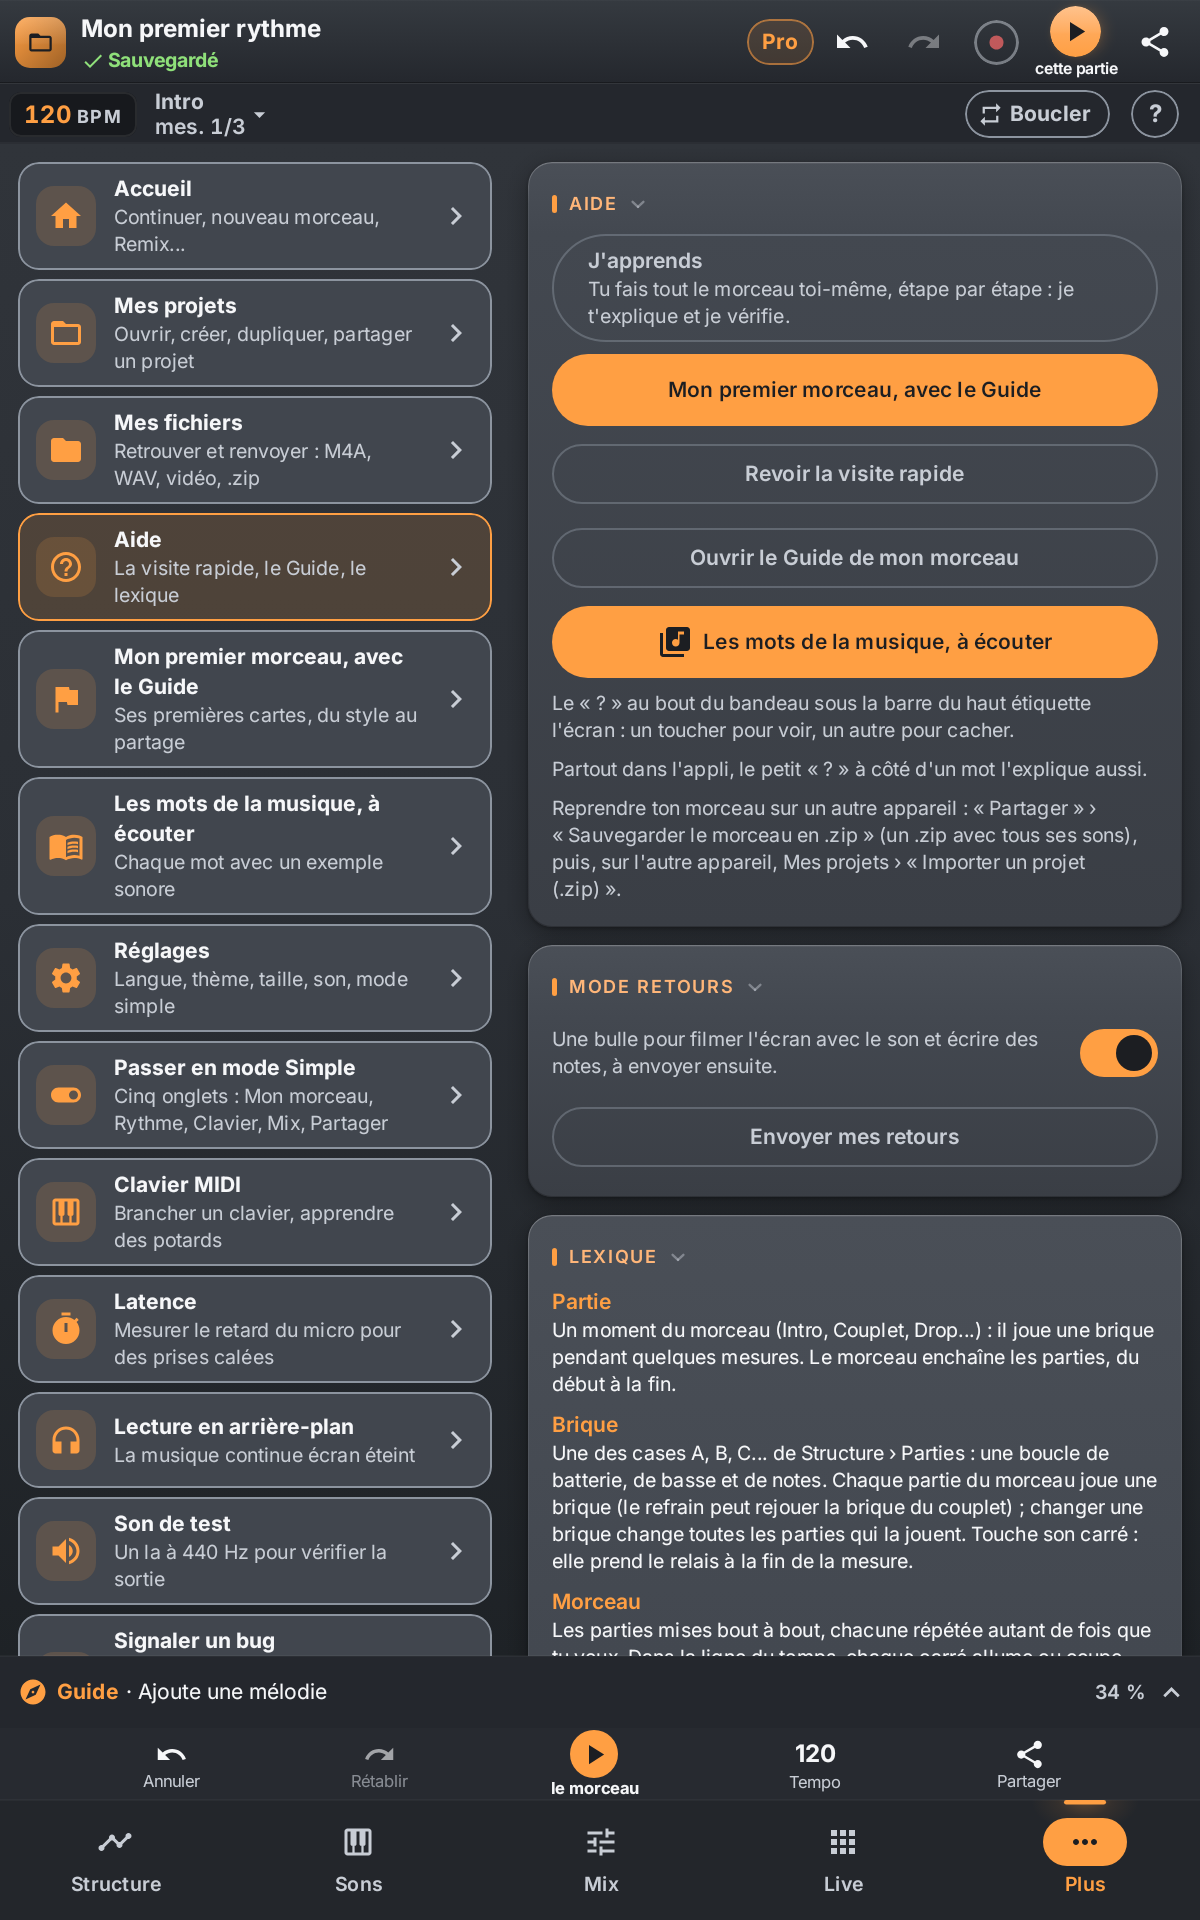 Mon premier rythme
Sauvegardé
Pro
cette partie
120 BPM
Intro
mes. 1/3
Boucler
?
Accueil
Continuer, nouveau morceau,
Remix...
Mes projets
Ouvrir, créer, dupliquer, partager
un projet
Mes fichiers
Retrouver et renvoyer : M4A,
WAV, vidéo, .zip
Aide
La visite rapide, le Guide, le
lexique
Mon premier morceau, avec
le Guide
Ses premières cartes, du style au
partage
Les mots de la musique, à
écouter
Chaque mot avec un exemple
sonore
Réglages
Langue, thème, taille, son, mode
simple
Passer en mode Simple
Cinq onglets : Mon morceau,
Rythme, Clavier, Mix, Partager
Clavier MIDI
Brancher un clavier, apprendre
des potards
Latence
Mesurer le retard du micro pour
des prises calées
Lecture en arrière-plan
La musique continue écran éteint
Son de test
Un la à 440 Hz pour vérifier la
sortie
Signaler un bug
AIDE
J'apprends
Tu fais tout le morceau toi-même, étape par étape : je
t'explique et je vérifie.
Mon premier morceau, avec le Guide
Revoir la visite rapide
Ouvrir le Guide de mon morceau
Les mots de la musique, à écouter
Le « ? » au bout du bandeau sous la barre du haut étiquette
l'écran : un toucher pour voir, un autre pour cacher.
Partout dans l'appli, le petit « ? » à côté d'un mot l'explique aussi.
Reprendre ton morceau sur un autre appareil : « Partager » ›
« Sauvegarder le morceau en .zip » (un .zip avec tous ses sons),
puis, sur l'autre appareil, Mes projets › « Importer un projet
(.zip) ».
MODE RETOURS
Une bulle pour filmer l'écran avec le son et écrire des
notes, à envoyer ensuite.
Envoyer mes retours
LEXIQUE
Partie
Un moment du morceau (Intro, Couplet, Drop...) : il joue une brique
pendant quelques mesures. Le morceau enchaîne les parties, du
début à la fin.
Brique
Une des cases A, B, C... de Structure › Parties : une boucle de
batterie, de basse et de notes. Chaque partie du morceau joue une
brique (le refrain peut rejouer la brique du couplet) ; changer une
brique change toutes les parties qui la jouent. Touche son carré :
elle prend le relais à la fin de la mesure.
Morceau
Les parties mises bout à bout, chacune répétée autant de fois que
tu veux. Dans la ligne du temps, chaque carré allume ou coupe
Guide · Ajoute une mélodie
34 %
Annuler
Rétablir
le morceau
120
Tempo
Partager
Structure
Sons
Mix
Live
Plus